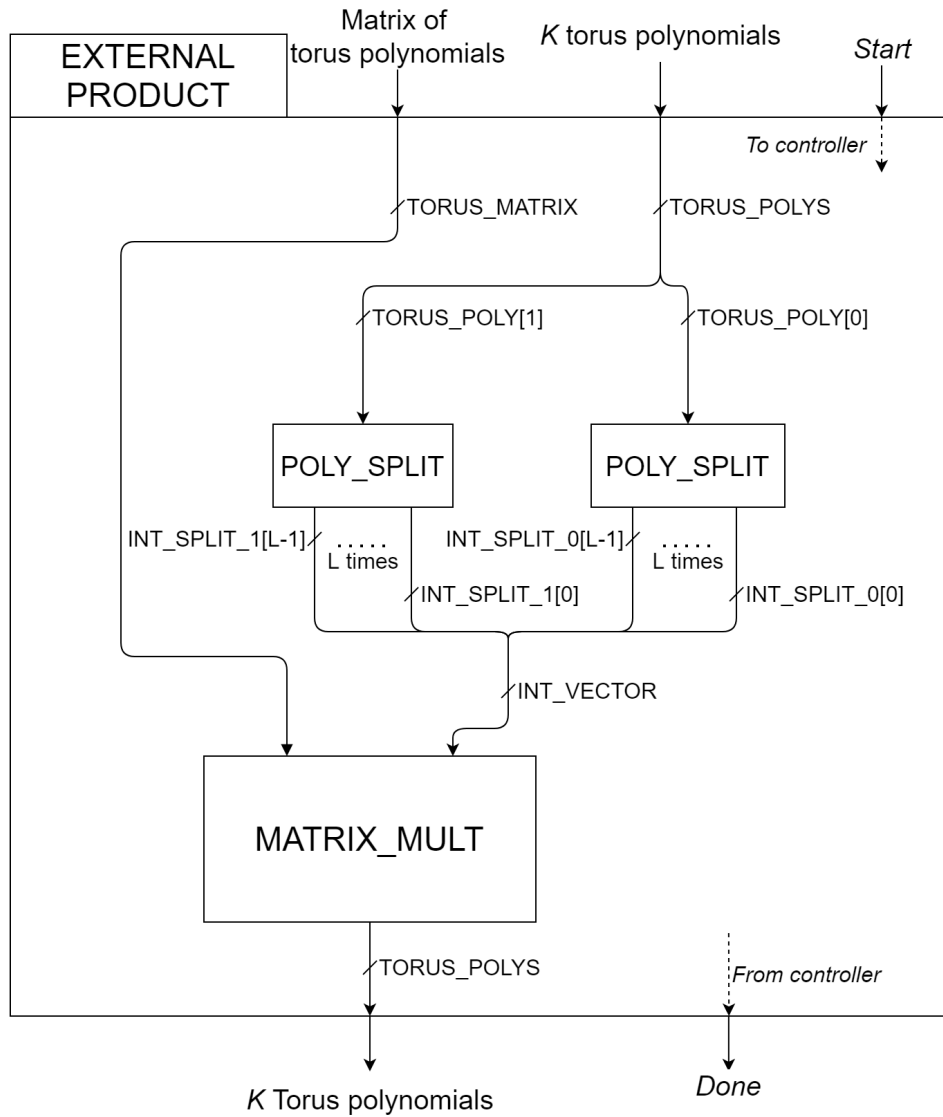 Matrix of
torus polynomials
K torus polynomials
Start
EXTERNAL
PRODUCT
To controller
TORUS_MATRIX
TORUS_POLYS
TORUS_POLY[1]
TORUS_POLY[0]
POLY_SPLIT
POLY_SPLIT
INT_SPLIT_1[L-1]
.....
L times
INT_SPLIT_0[L-1]
.....
L times
INT_SPLIT_1[0]
INT_SPLIT_0[0]
INT_VECTOR
MATRIX_MULT
TORUS_POLYS
From controller
K Torus polynomials
Done